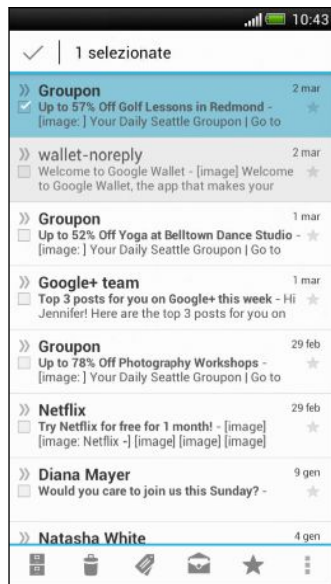 10:43
1 selezionate
Groupon 2 mar
Up to 57% Off Golf Lessons in Redmond -
[image: ] Your Daily Seattle Groupon | Go to
wallet-noreply 2 mar
Welcome to Google Wallet - [image] Welcome
to Google Wallet, the app that makes your
Groupon 1 mar
Up to 52% Off Yoga at Belltown Dance Studio -
[image: ] Your Daily Seattle Groupon | Go to
Google+ team 1 mar
Top 3 posts for you on Google+ this week - Hi
Jennifer! Here are the top 3 posts for you on
Groupon 29 feb
Up to 78% Off Photography Workshops -
[image: ] Your Daily Seattle Groupon | Go to
Netflix 29 feb
Try Netflix for free for 1 month! - [image]
[image: Netflix -] [image] [image] [image]
Diana Mayer 9 gen
Would you care to join us this Sunday? -
Natasha White 4 gen